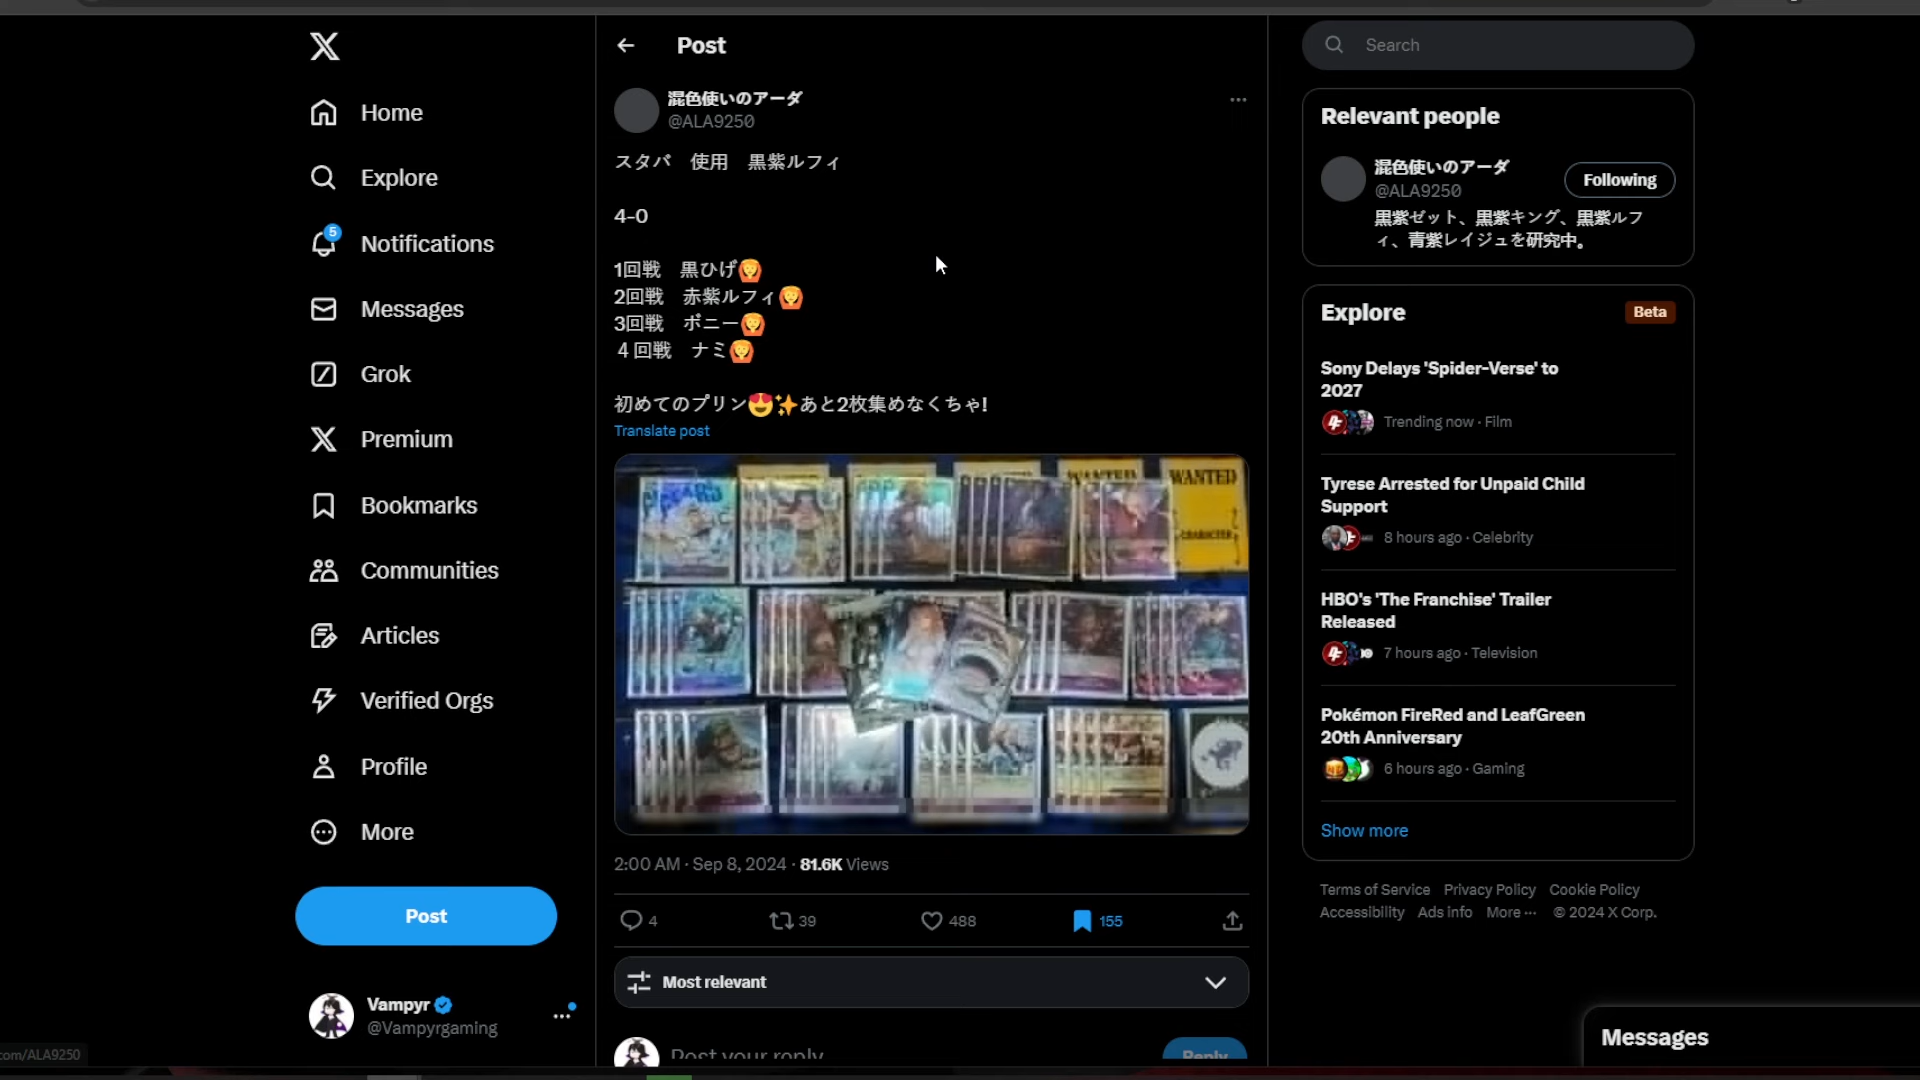 Home
Explore
5
Notifications
Messages
Grok
Premium
Bookmarks
Communities
Articles
Verified Orgs
Profile
More
Post
Vampyr
@Vampyrgaming
com/ALA9250
Post
混色使いのアーダ
@ALA9250
スタバ　使用　黒紫ルフィ
4-0
1回戦　黒ひげ🙆
2回戦　赤紫ルフィ🙆
3回戦　ボニー🙆
４回戦　ナミ🙆
初めてのプリン😍✨あと2枚集めなくちゃ!
Translate post
WANTED
WANTED
CHARACTER
2:00 AM · Sep 8, 2024 · 81.6K Views
4
39
488
155
Most relevant
Post your reply
Reply
Search
Relevant people
混色使いのアーダ
@ALA9250
Following
黒紫ゼット、黒紫キング、黒紫ルフ
ィ、青紫レイジュを研究中。
Explore
Beta
Sony Delays 'Spider-Verse' to
2027
Trending now · Film
Tyrese Arrested for Unpaid Child
Support
8 hours ago · Celebrity
HBO's 'The Franchise' Trailer
Released
7 hours ago · Television
Pokémon FireRed and LeafGreen
20th Anniversary
6 hours ago · Gaming
Show more
Terms of Service Privacy Policy Cookie Policy
Accessibility Ads info More ··· © 2024 X Corp.
Messages